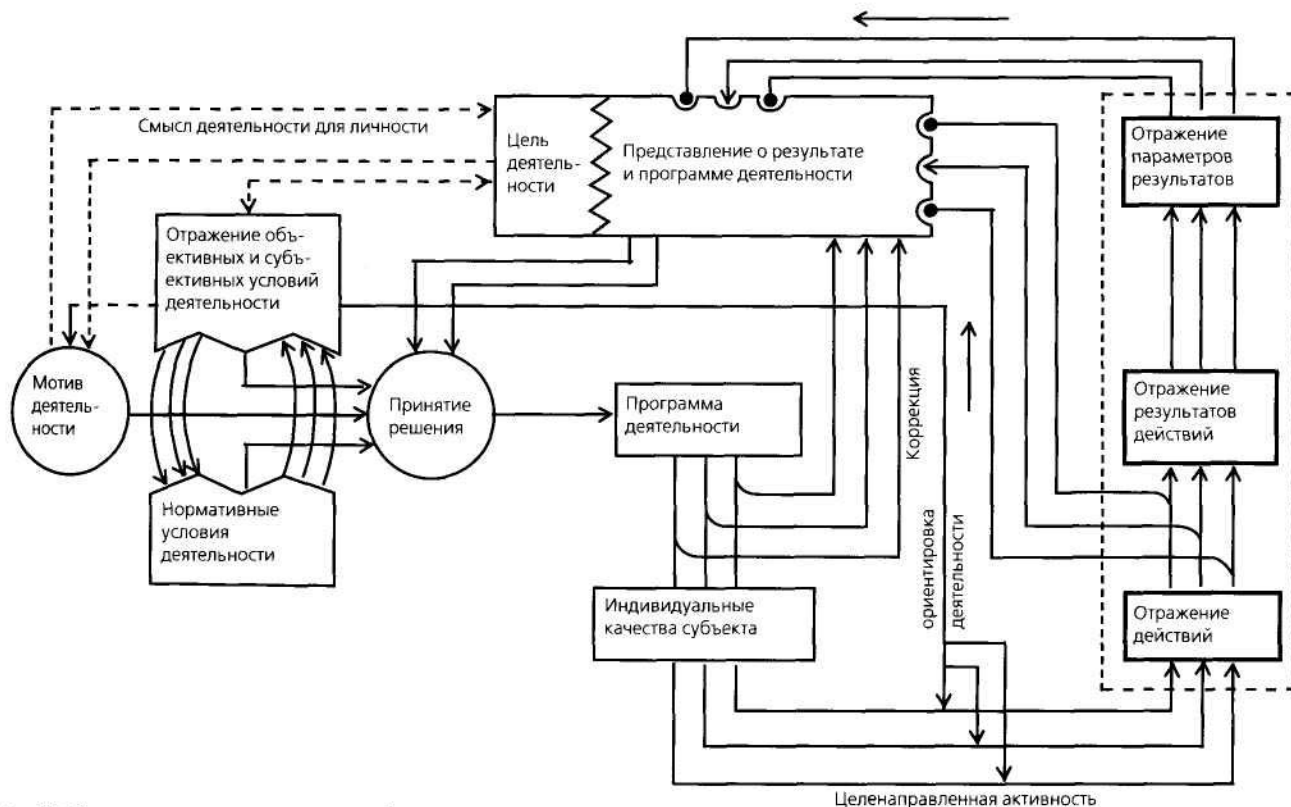 Смысл деятельности для личности
Цель
деятель-
ности
Представление о результате
и программе деятельности
Отражение
параметров
результатов
Отражение объ-
ективных и субъ-
ективных условий
деятельности
Мотив
деятель-
ности
Принятие
решения
Программа
деятельности
Коррекция
Отражение
результатов
действий
Нормативные
условия
деятельности
ориентировка
деятельности
Индивидуальные
качества субъекта
Отражение
действий
Целенаправленная активность